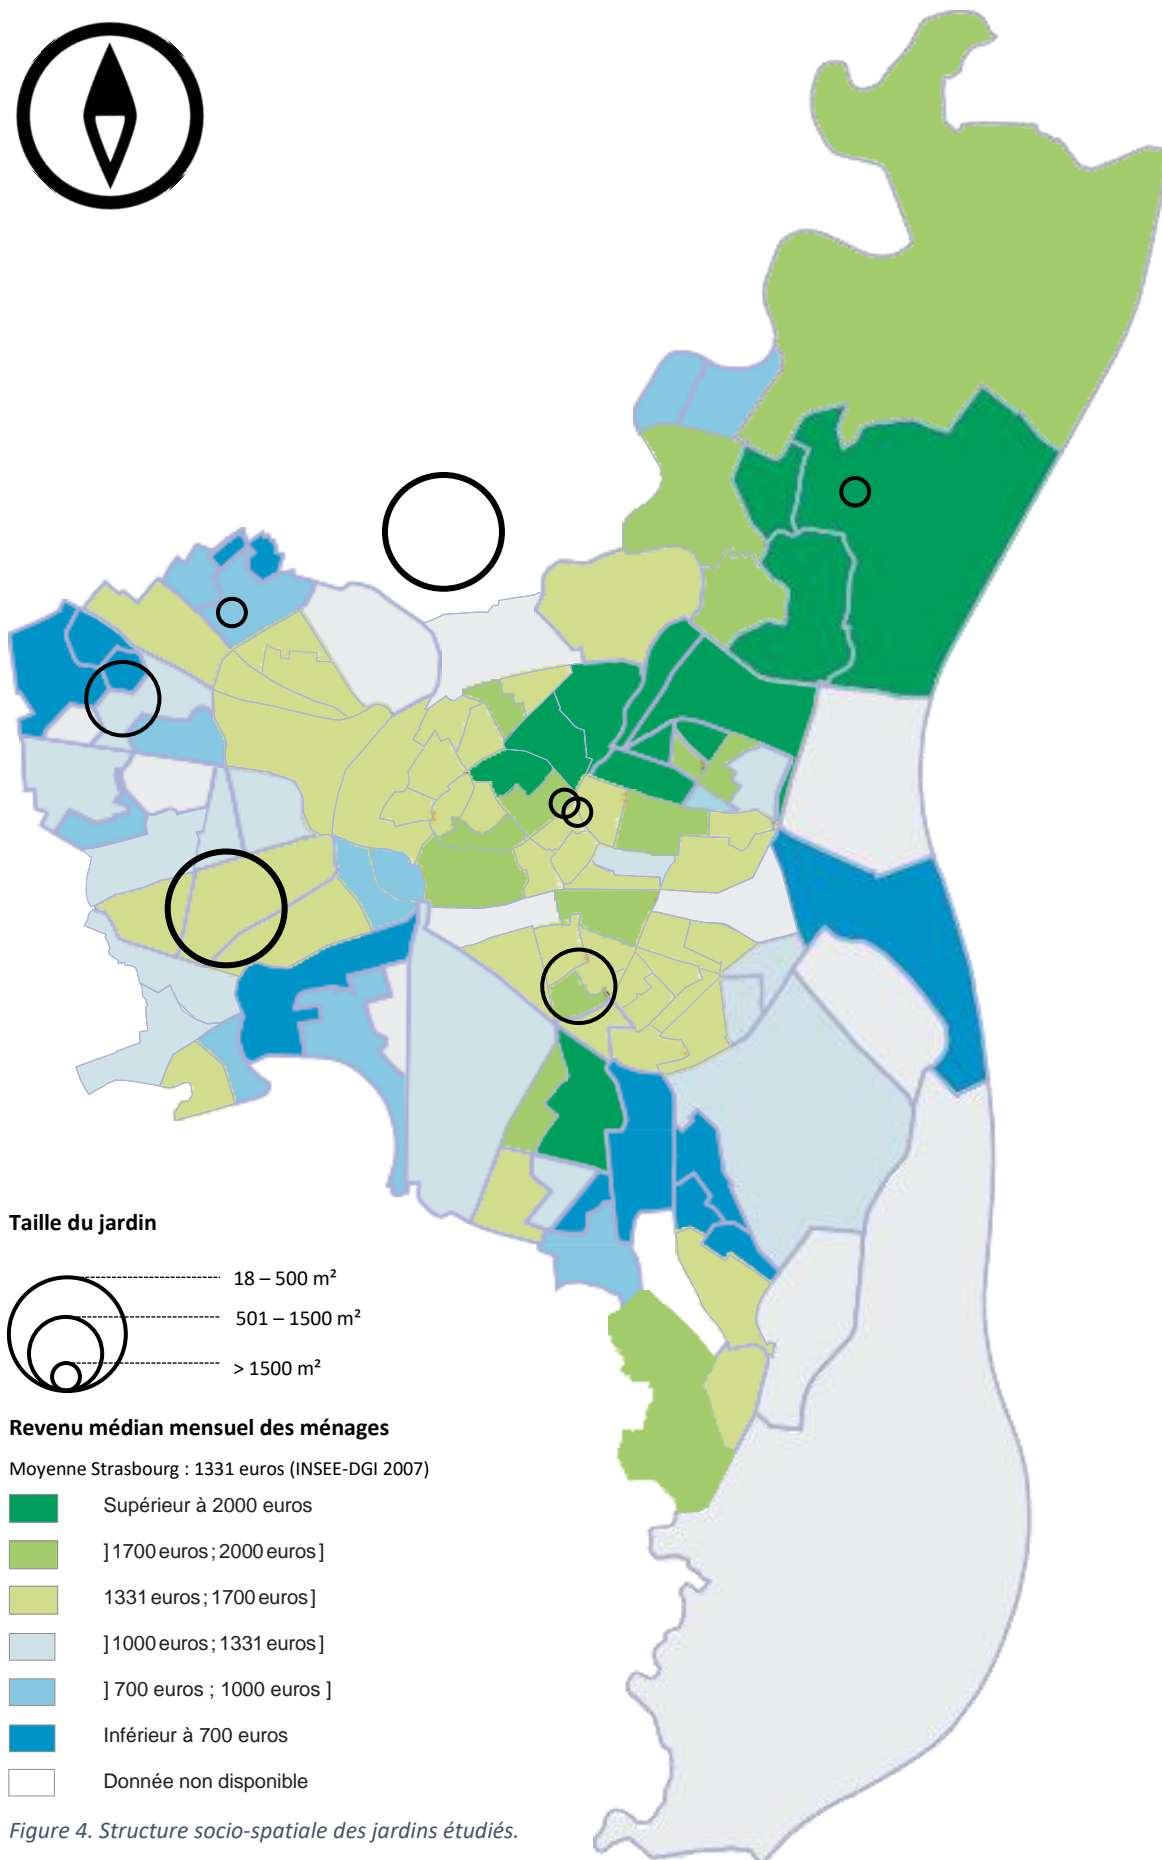 Taille du jardin
18 – 500 m²
501 – 1500 m²
> 1500 m²
Revenu médian mensuel des ménages
Moyenne Strasbourg : 1331 euros (INSEE-DGI 2007)
Supérieur à 2000 euros
] 1700 euros ; 2000 euros ]
1331 euros ; 1700 euros ]
] 1000 euros ; 1331 euros ]
] 700 euros ; 1000 euros ]
Inférieur à 700 euros
Donnée non disponible
Figure 4. Structure socio-spatiale des jardins étudiés.